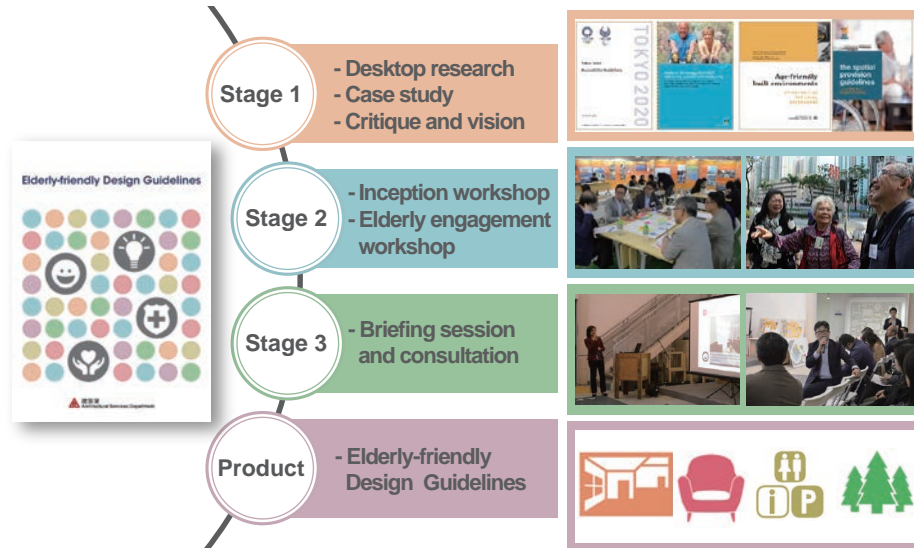 Elderly-friendly Design Guidelines
Architectural Services Department
Stage 1
- Desktop research
- Case study
- Critique and vision
TOKYO 2020
Age-friendly
built environments
the spatial
provision
guidelines
Stage 2
- Inception workshop
- Elderly engagement
workshop
Stage 3
- Briefing session
and consultation
Product
- Elderly-friendly
Design Guidelines
i P